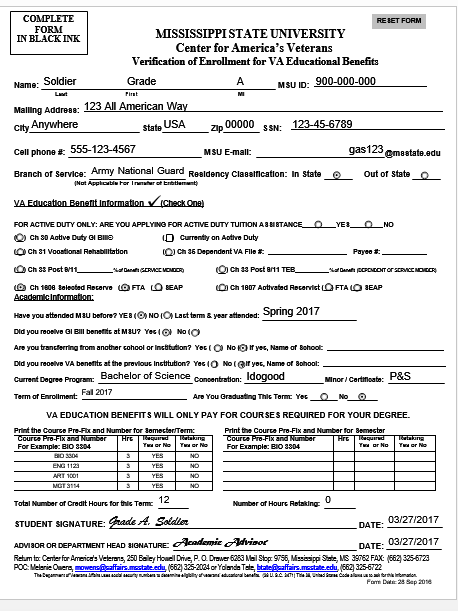 COMPLETE
FORM
IN BLACK INK
RESET FORM
MISSISSIPPI STATE UNIVERSITY
Center for America's Veterans
Verification of Enrollment for VA Educational Benefits
Name: Soldier Grade A MSU ID: 900-000-000
Last First MI
Mailing Address: 123 All American Way
City Anywhere State USA Zip 00000 SSN: 123-45-6789
Cell phone #: 555-123-4567 MSU E-mail: gas123 @msstate.edu
Branch of Service: Army National Guard Residency Classification: In State Out of State
(Not Applicable For Transfer of Entitlement)
VA Education Benefit Information ✓ (Check One)
FOR ACTIVE DUTY ONLY: ARE YOU APPLYING FOR ACTIVE DUTY TUITION ASSISTANCE YES NO
Ch 30 Active Duty GI Bill® Currently on Active Duty
Ch 31 Vocational Rehabilitation Ch 35 Dependent VA File #: Payee #:
Ch 33 Post 9/11 % of Benefit (SERVICE MEMBER) Ch 33 Post 9/11 TEB % of Benefit (DEPENDENT OF SERVICE MEMBER)
Ch 1606 Selected Reserve FTA SEAP Ch 1607 Activated Reservist FTA SEAP
Academic Information:
Have you attended MSU before? YES NO Last term & year attended: Spring 2017
Did you receive GI Bill benefits at MSU? Yes No
Are you transferring from another school or institution? Yes No If yes, Name of School:
Did you receive VA benefits at the previous institution? Yes No If yes, Name of School:
Current Degree Program: Bachelor of Science Concentration: Idogood Minor / Certificate: P&S
Term of Enrollment: Fall 2017 Are You Graduating This Term: Yes No
VA EDUCATION BENEFITS WILL ONLY PAY FOR COURSES REQUIRED FOR YOUR DEGREE.
Print the Course Pre-Fix and Number for Semester/Term: Print the Course Pre-Fix and Number for Semester/Term:
Course Pre-Fix and Number For Example: BIO 3304 Hrs Required Yes or No Retaking Yes or No Course Pre-Fix and Number For Example: BIO 3304 Hrs Required Yes or No Retaking Yes or No
BIO 3304 3 YES NO
ENG 1123 3 YES NO
ART 1001 3 YES NO
MGT 3114 3 YES NO
Total Number of Credit Hours for this Term: 12 Number of Hours Retaking: 0
STUDENT SIGNATURE: Grade A. Soldier DATE: 03/27/2017
ADVISOR OR DEPARTMENT HEAD SIGNATURE: Academic Advisor DATE: 03/27/2017
Return to: Center for America's Veterans, 250 Bailey Howell Drive, P. O. Drawer 6283 Mail Stop: 9756, Mississippi State, MS 39762 FAX: (662) 325-6723
POC: Melanie Owens, mowens@saffairs.msstate.edu, (662) 325-2024 or Yolanda Tate, btate@saffairs.msstate.edu, (662) 325-6722
The Department of Veterans Affairs uses social security numbers to determine eligibility of veterans' educational benefits. (38 U.S.C. 3471) Title 38, United States Code allows us to ask for this information.
Form Date: 28 Sep 2016